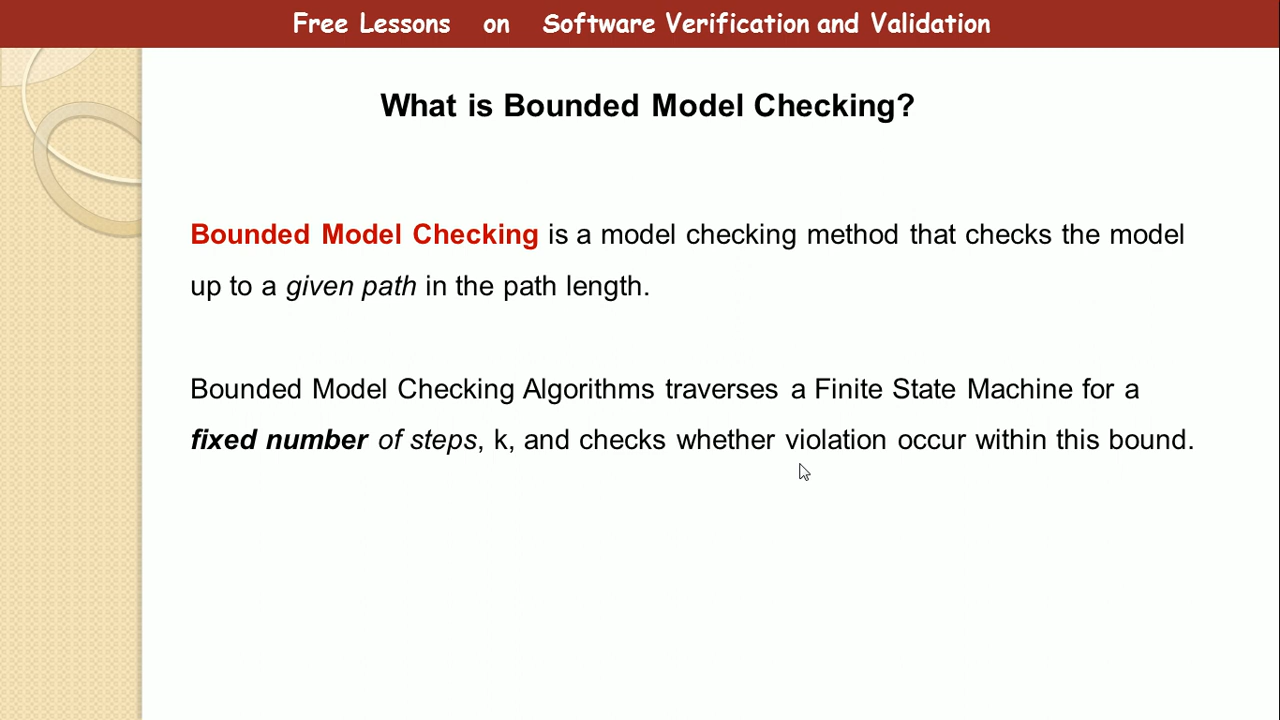 Free Lessons on Software Verification and Validation
What is Bounded Model Checking?
Bounded Model Checking is a model checking method that checks the model
up to a given path in the path length.
Bounded Model Checking Algorithms traverses a Finite State Machine for a
fixed number of steps, k, and checks whether violation occur within this bound.